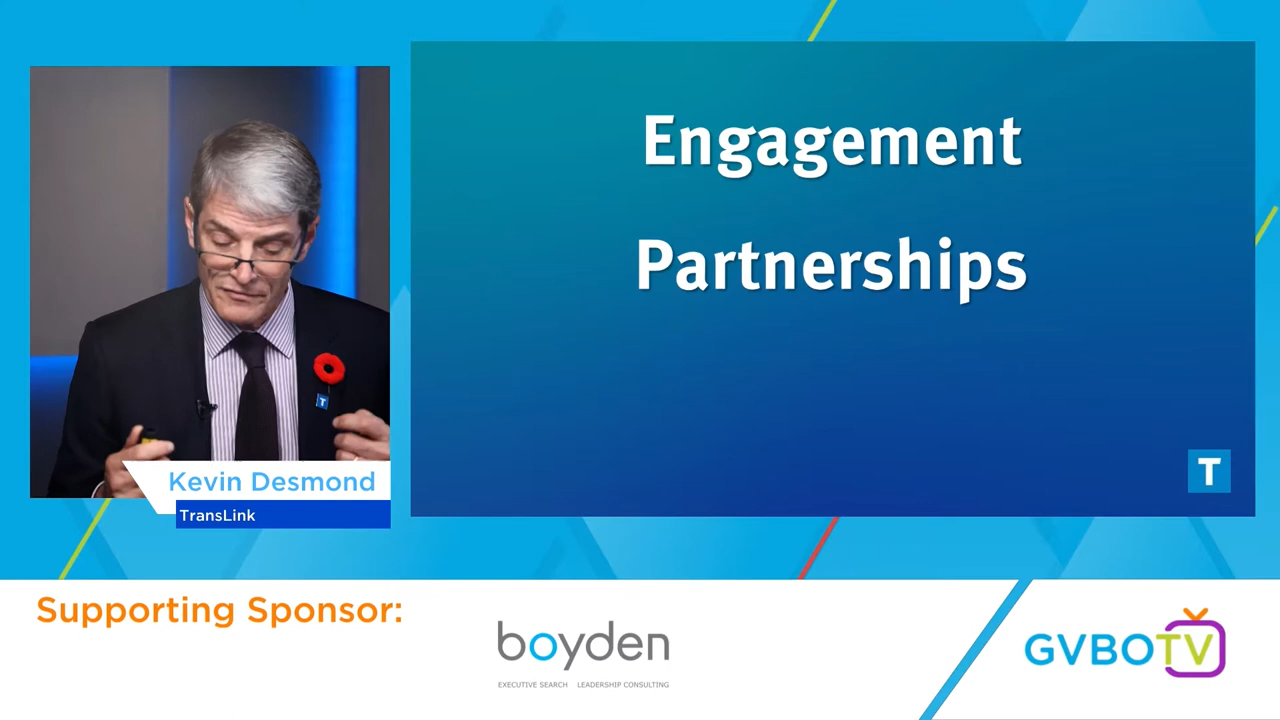 Engagement
Partnerships
T
T
Kevin Desmond
TransLink
Supporting Sponsor:
boyden
EXECUTIVE SEARCH LEADERSHIP CONSULTING
GVBOTV